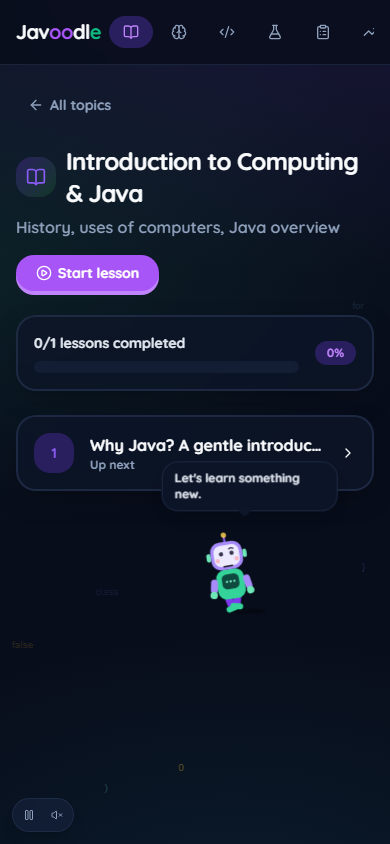 Javoodle
All topics
Introduction to Computing
& Java
History, uses of computers, Java overview
Start lesson
for
0/1 lessons completed
0%
1
Why Java? A gentle introduc...
Up next
Let's learn something
new.
}
class
false
0
)